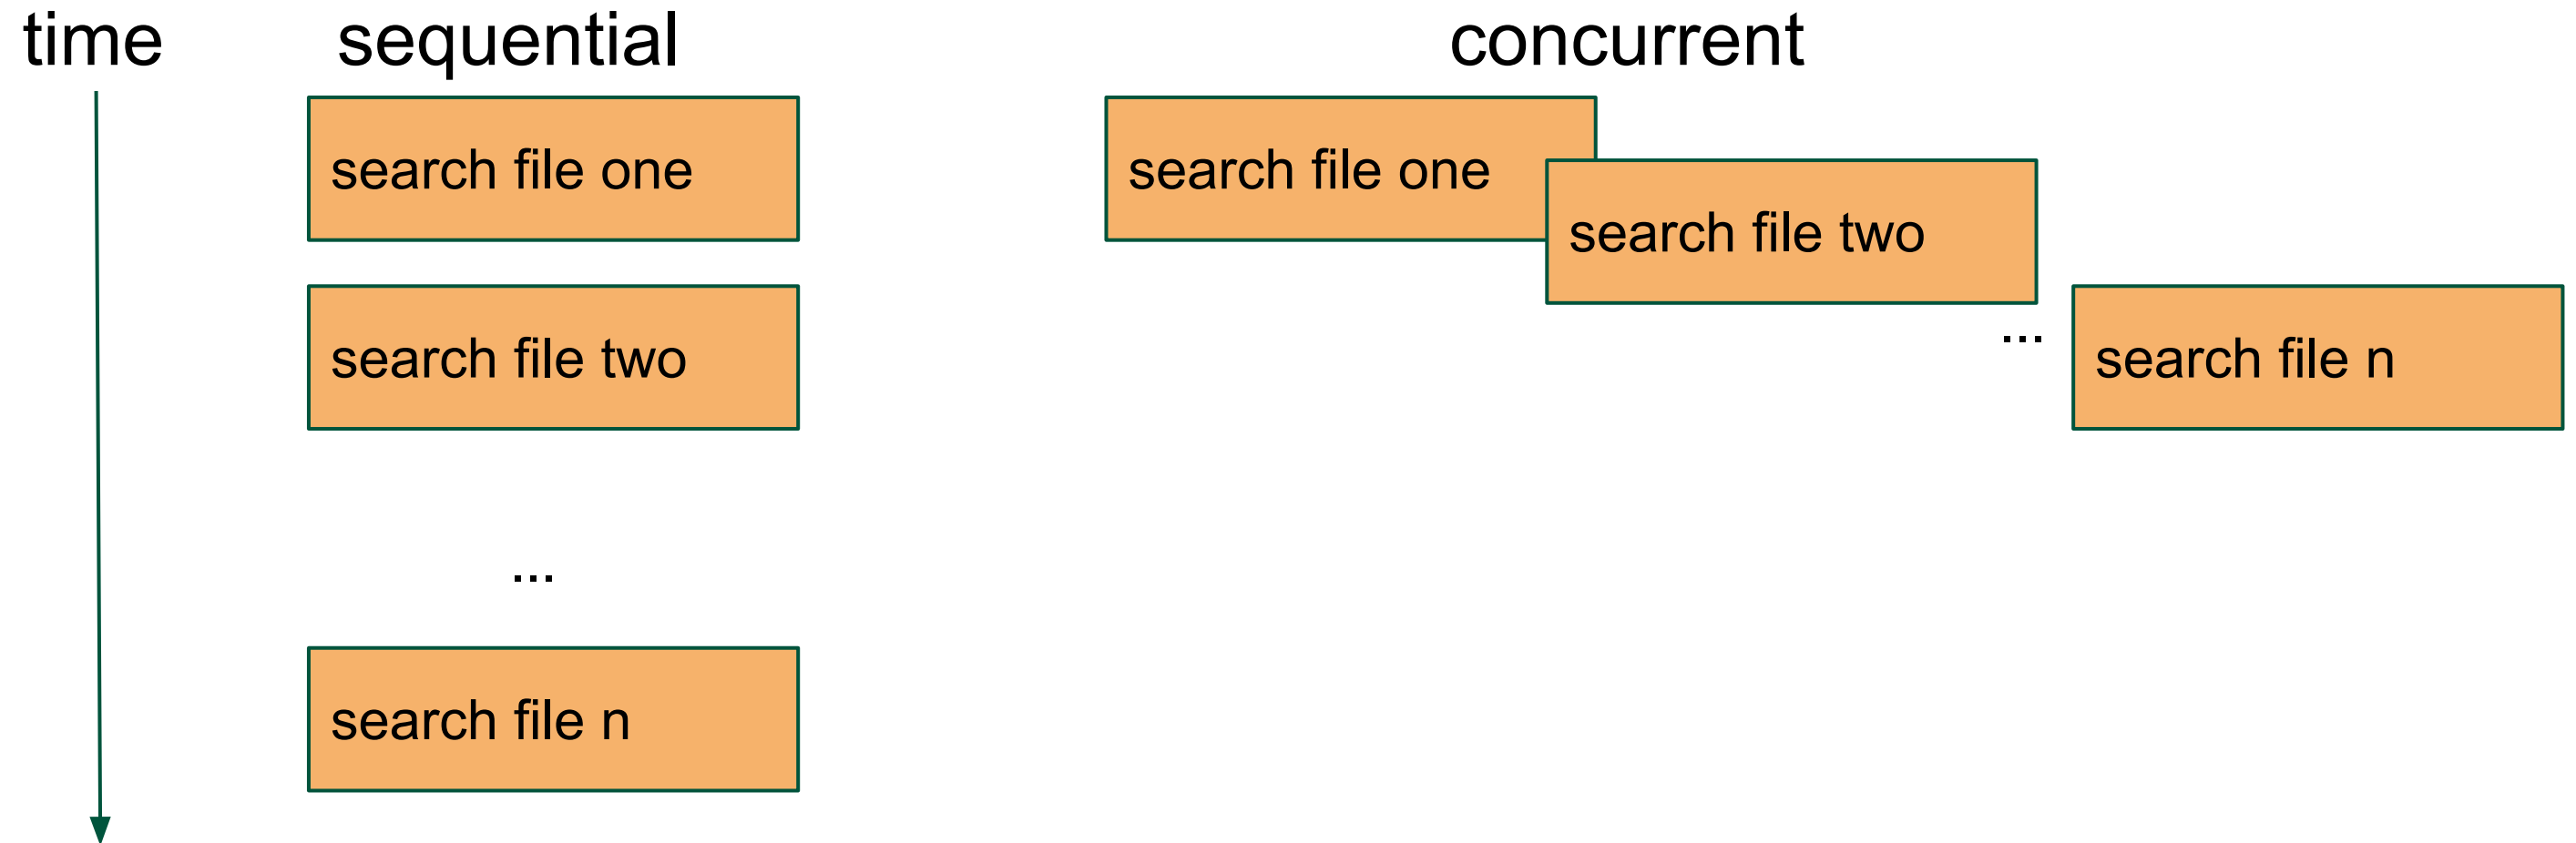 time
sequential
concurrent
search file one
search file two
...
search file n
search file one
search file two
...
search file n